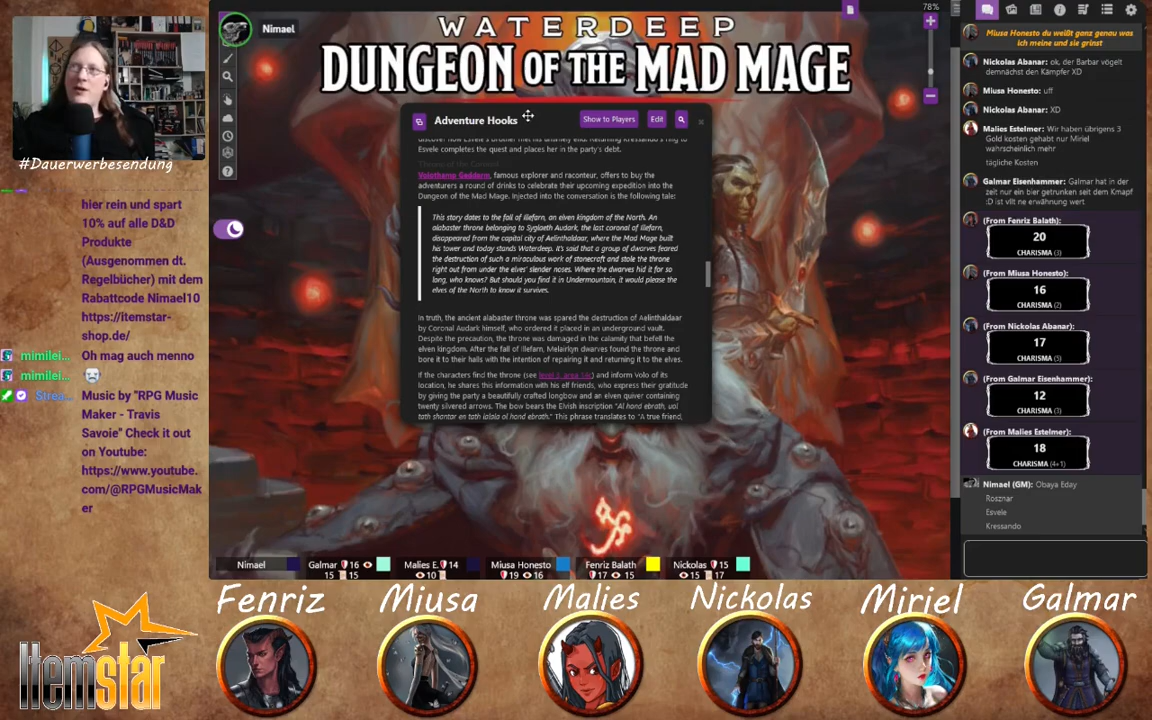 #Dauerwerbesendung
hier rein und spart
10% auf alle D&D
Produkte
(Ausgenommen dt.
Regelbücher) mit dem
Rabattcode Nimael10
https://itemstar-
shop.de/
mimilei... Oh mag auch menno
mimilei...
Strea... Music by "RPG Music
Maker - Travis
Savoie" Check it out
on Youtube:
https://www.youtube.
com/@RPGMusicMak
er
Itemstar
Nimael
WATERDEEP
DUNGEON OF THE MAD MAGE
78%
Adventure Hooks
Show to Players
Edit
Esvele completes the quest and places her in the party's debt.
Volothamp Geddarm, famous explorer and raconteur, offers to buy the
adventurers a round of drinks to celebrate their upcoming expedition into the
Dungeon of the Mad Mage. Injected into the conversation is the following tale:
This story dates to the fall of Illefarn, an elven kingdom of the North. An
alabaster throne belonging to Syglaeth Audark, the last coronal of Illefarn,
disappeared from the capital city of Aelinthaldaar, where the Mad Mage built
his tower and today stands Waterdeep. It's said that a group of dwarves feared
the destruction of such a miraculous work of stonecraft and stole the throne
right out from under the elves' slender noses. Where the dwarves hid it for so
long, who knows? But should you find it in Undermountain, it would please the
elves of the North to know it survives.
In truth, the ancient alabaster throne was spared the destruction of Aelinthaldaar
by Coronal Audark himself, who ordered it placed in an underground vault.
Despite the precaution, the throne was damaged in the calamity that befell the
elven kingdom. After the fall of Illefarn, Melairkyn dwarves found the throne and
bore it to their halls with the intention of repairing it and returning it to the elves.
If the characters find the throne (see level 3, area) and inform Volo of its
location, he shares this information with his elf friends, who express their gratitude
by giving the party a beautifully crafted longbow and an elven quiver containing
twenty silvered arrows. The bow bears the Elvish inscription "Al hond ebrath, uol
tath shantar en tath lalala ol hond ebrath." This phrase translates to "A true friend,
Nimael
Galmar 16
15 15
Malies E. 14
10
Miusa Honesto
19 16
Fenriz Balath
17 15
Nickolas 15
15 17
Miusa Honesto du weißt ganz genau was
ich meine und sie grinst
Nickolas Abanar: ok, der Barbar vögelt
demnächst den Kämpfer XD
Miusa Honesto: uff
Nickolas Abanar: XD
Malies Estelmer: Wir haben übrigens 3
Gold kosten gehabt nur Miriel
wahrscheinlich mehr
tägliche Kosten
Galmar Eisenhammer: Galmar hat in der
zeit nur ein bier getrunken seit dem Kmapf
:D ist vllt ne erwähnung wert
(From Fenriz Balath):
20
CHARISMA (3)
(From Miusa Honesto):
16
CHARISMA (2)
(From Nickolas Abanar):
17
CHARISMA (5)
(From Galmar Eisenhammer):
12
CHARISMA (3)
(From Malies Estelmer):
18
CHARISMA (4+1)
Nimael (GM): Obaya Eday
Rosznar
Esvele
Kressando
Fenriz
Miusa
Malies
Nickolas
Miriel
Galmar